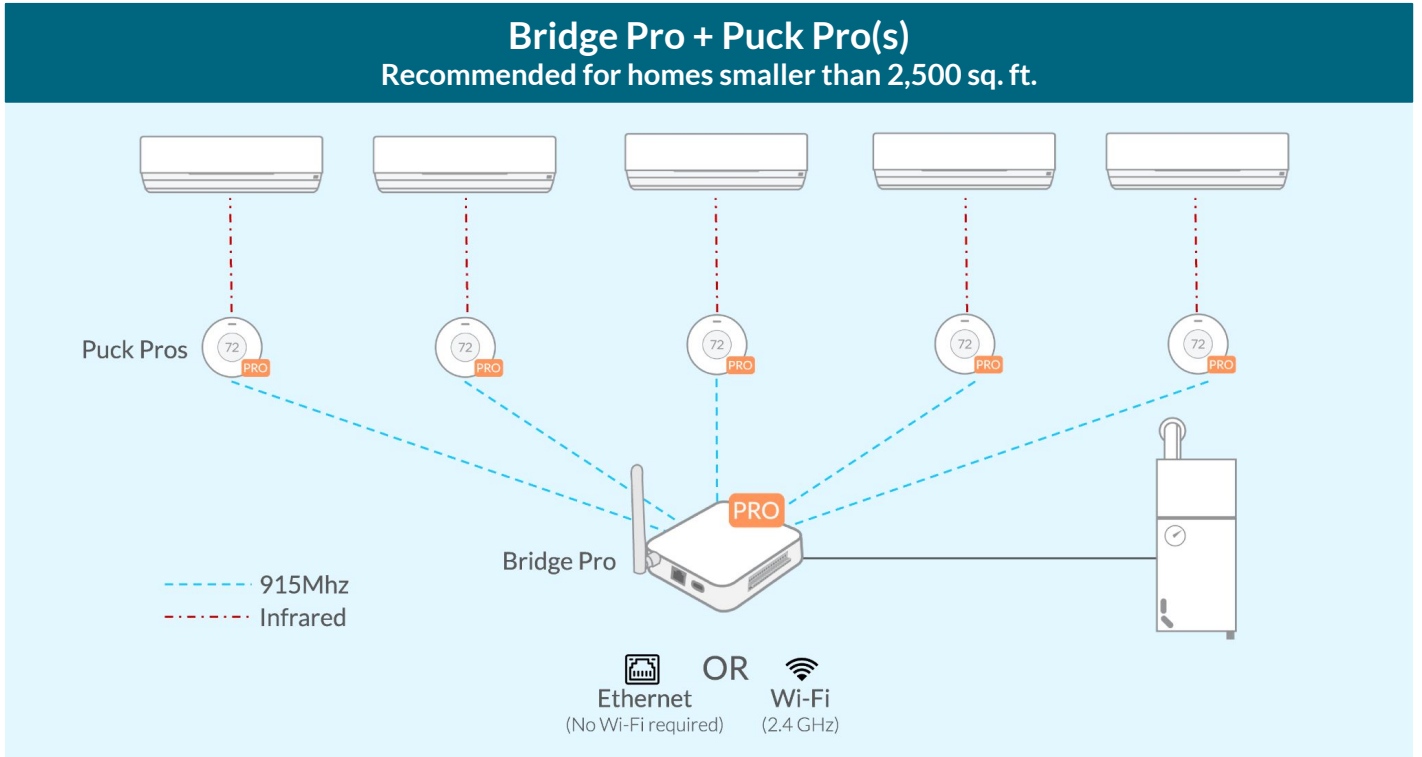 Bridge Pro + Puck Pro(s)
Recommended for homes smaller than 2,500 sq. ft.
Puck Pros
72
PRO
72
PRO
72
PRO
72
PRO
72
PRO
PRO
Bridge Pro
915Mhz
Infrared
OR
Ethernet
(No Wi-Fi required)
Wi-Fi
(2.4 GHz)